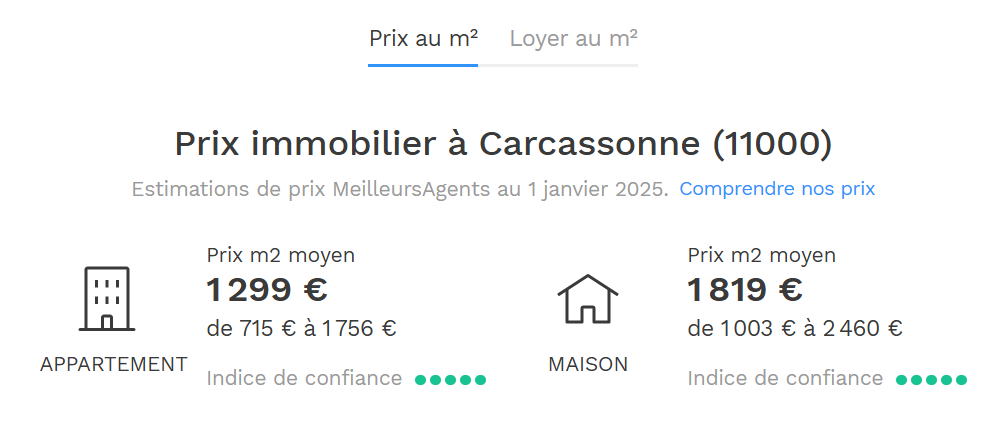 Prix au m² Loyer au m²
Prix immobilier à Carcassonne (11000)
Estimations de prix MeilleursAgents au 1 janvier 2025. Comprendre nos prix
APPARTEMENT
Prix m2 moyen
1 299 €
de 715 € à 1 756 €
Indice de confiance
MAISON
Prix m2 moyen
1 819 €
de 1 003 € à 2 460 €
Indice de confiance